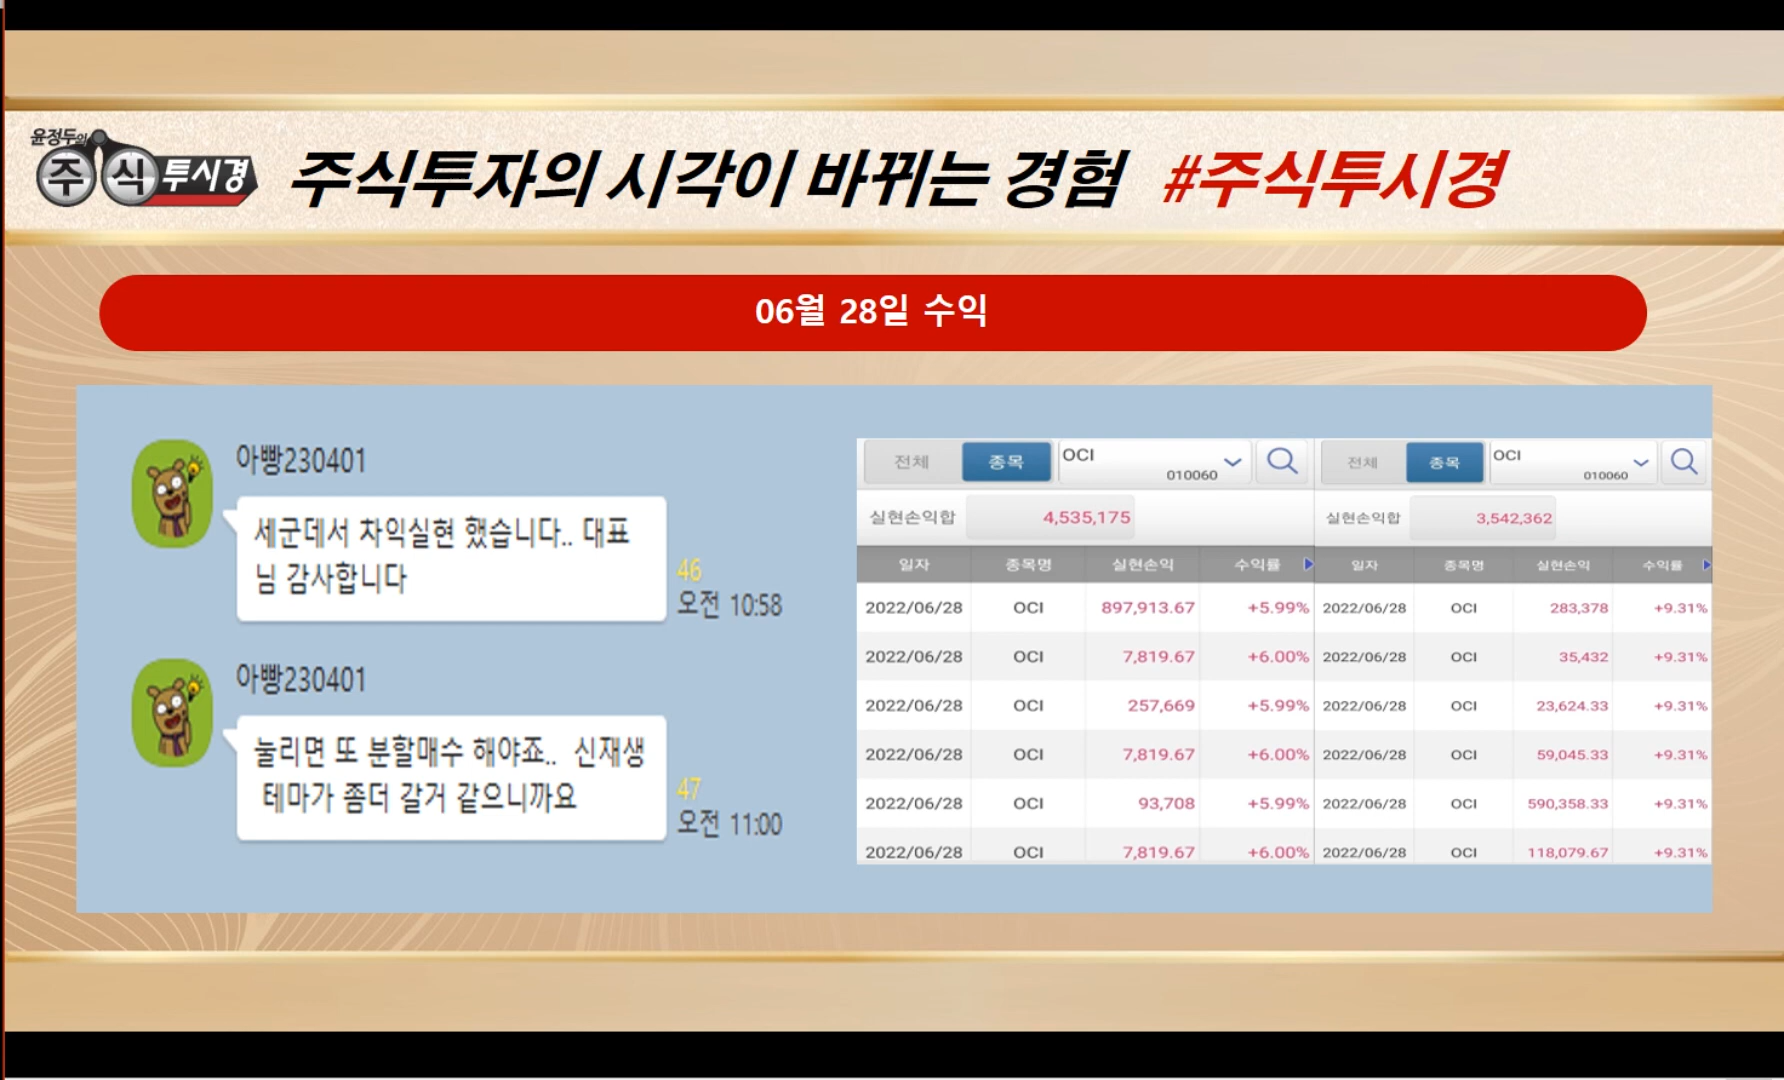 윤정두의
주식투시경
주식투자의 시각이 바뀌는 경험 #주식투시경
06월 28일 수익
아빵230401
세군데서 차익실현 했습니다.. 대표
님 감사합니다
46
오전 10:58
아빵230401
눌리면 또 분할매수 해야죠.. 신재생
테마가 좀더 갈거 같으니까요
47
오전 11:00
전체 종목 OCI 010060
실현손익합 4,535,175
일자 종목명 실현손익 수익률
2022/06/28 OCI 897,913.67 +5.99%
2022/06/28 OCI 7,819.67 +6.00%
2022/06/28 OCI 257,669 +5.99%
2022/06/28 OCI 7,819.67 +6.00%
2022/06/28 OCI 93,708 +5.99%
2022/06/28 OCI 7,819.67 +6.00%
전체 종목 OCI 010060
실현손익합 3,542,362
일자 종목명 실현손익 수익률
2022/06/28 OCI 283,378 +9.31%
2022/06/28 OCI 35,432 +9.31%
2022/06/28 OCI 23,624.33 +9.31%
2022/06/28 OCI 59,045.33 +9.31%
2022/06/28 OCI 590,358.33 +9.31%
2022/06/28 OCI 118,079.67 +9.31%